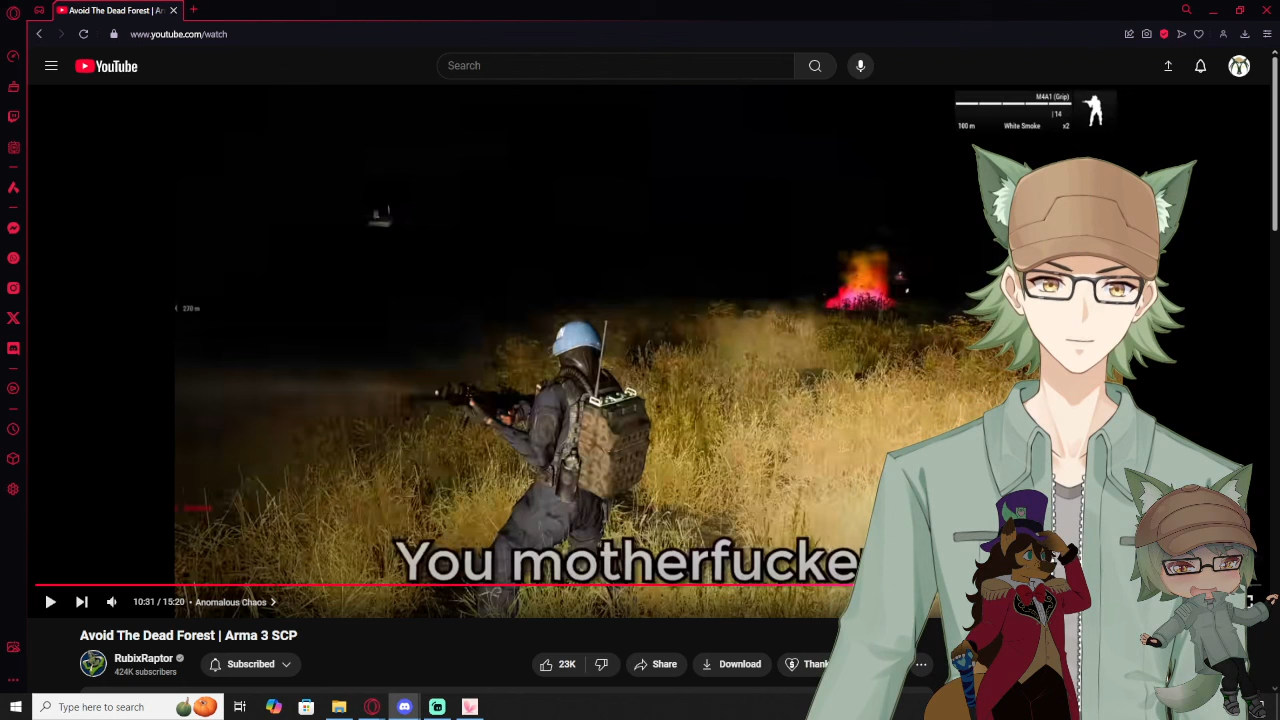 Avoid The Dead Forest | Ar
www.youtube.com/watch
YouTube
Search
M4A1 (Grip)
| 14
100 m White Smoke x2
270 m
You motherfucke
10:31 / 15:20 • Anomalous Chaos
Avoid The Dead Forest | Arma 3 SCP
RubixRaptor
424K subscribers
Subscribed
23K
Share
Download
Thank
Type here to search